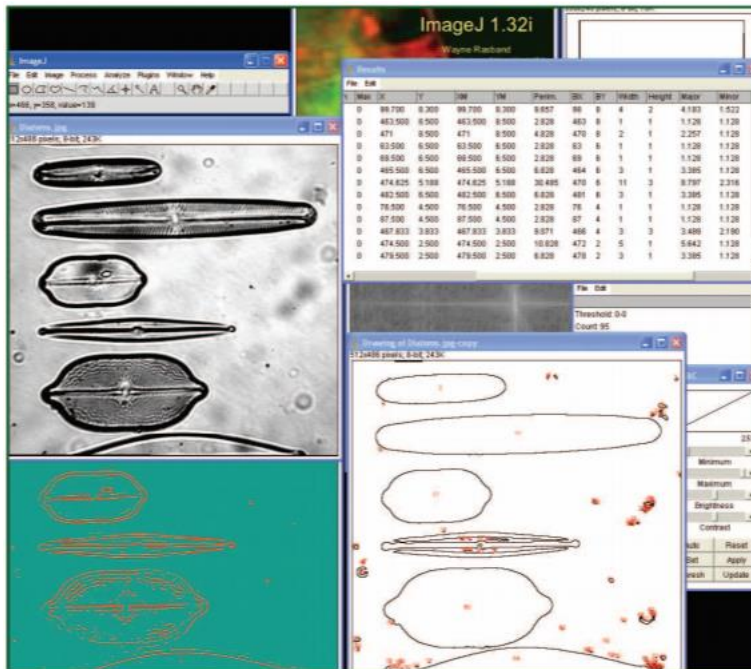 ImageJ 1.32i
Wayne Rasband
ImageJ
File Edit Image Process Analyze Plugins Window Help
x=466, y=356, value=139
Results
File Edit
Max X Y XM YM Perim. BX BY Width Height Major Minor
0 99.700 8.300 99.700 8.300 9.657 98 8 4 2 4.183 1.522
0 463.500 8.500 463.500 8.500 2.828 463 8 1 1 1.128 1.128
0 471 8.500 471 8.500 4.828 470 8 2 1 2.257 1.128
0 63.500 6.500 63.500 6.500 2.828 63 6 1 1 1.128 1.128
0 69.500 6.500 69.500 6.500 2.828 69 6 1 1 1.128 1.128
0 465.500 6.500 465.500 6.500 6.828 464 6 3 1 3.385 1.128
0 474.625 5.188 474.625 5.188 30.485 470 11 3 8.797 2.316
0 482.500 6.500 482.500 6.500 6.828 481 6 3 1 3.385 1.128
0 76.500 4.500 76.500 4.500 2.828 76 4 1 1 1.128 1.128
0 87.500 4.500 87.500 4.500 2.828 87 4 1 1 1.128 1.128
0 467.833 3.833 467.833 3.833 9.071 466 4 3 3 3.488 2.190
0 474.500 2.500 474.500 2.500 10.828 472 2 5 1 5.642 1.128
0 479.500 2.500 479.500 2.500 6.828 478 2 3 1 3.385 1.128
Diatoms.jpg
512x486 pixels; 8-bit; 243K
File Edit
Threshold: 0-0
Count: 95
Drawing of Diatoms.jpg-copy
512x486 pixels; 8-bit; 243K
Minimum
Maximum
Brightness
Contrast
Reset
Set Apply
Update